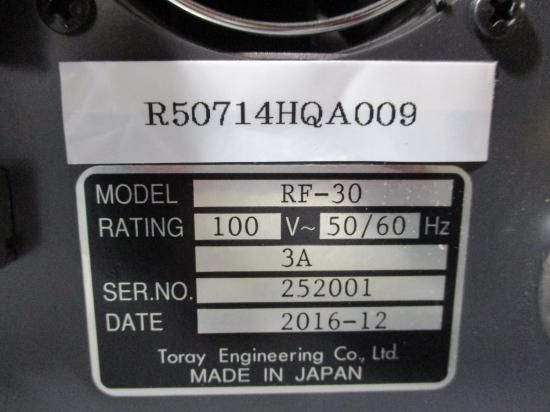 R50714HQA009
MODEL RF-30
RATING 100 V~ 50/60 Hz
3A
SER.NO. 252001
DATE 2016-12
Toray Engineering Co., Ltd.
MADE IN JAPAN